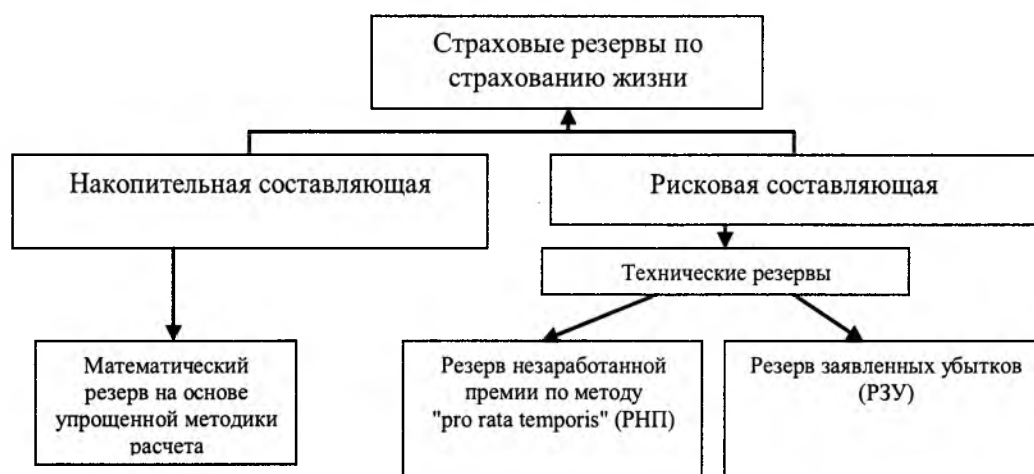 Страховые резервы по
страхованию жизни
Накопительная составляющая
Рисковая составляющая
Технические резервы
Математический
резерв на основе
упрощенной методики
расчета
Резерв незаработанной
премии по методу
"pro rata temporis" (РНП)
Резерв заявленных убытков
(РЗУ)